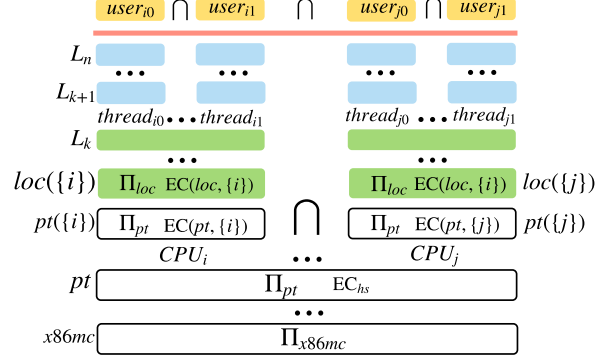 user_{i0} ∩ user_{i1} ∩ user_{j0} ∩ user_{j1}
L_n
••• ••• ••• •••
L_{k+1}
thread_{i0} ••• thread_{i1} thread_{j0} ••• thread_{j1}
L_k
••• •••
loc({i}) Π_{loc} EC(loc, {i}) Π_{loc} EC(loc, {i}) loc({j})
pt({i}) Π_{pt} EC(pt, {i}) ∩ Π_{pt} EC(pt, {j}) pt({j})
CPU_i ••• CPU_j
pt Π_{pt} EC_{hs}
•••
x86mc Π_{x86mc}